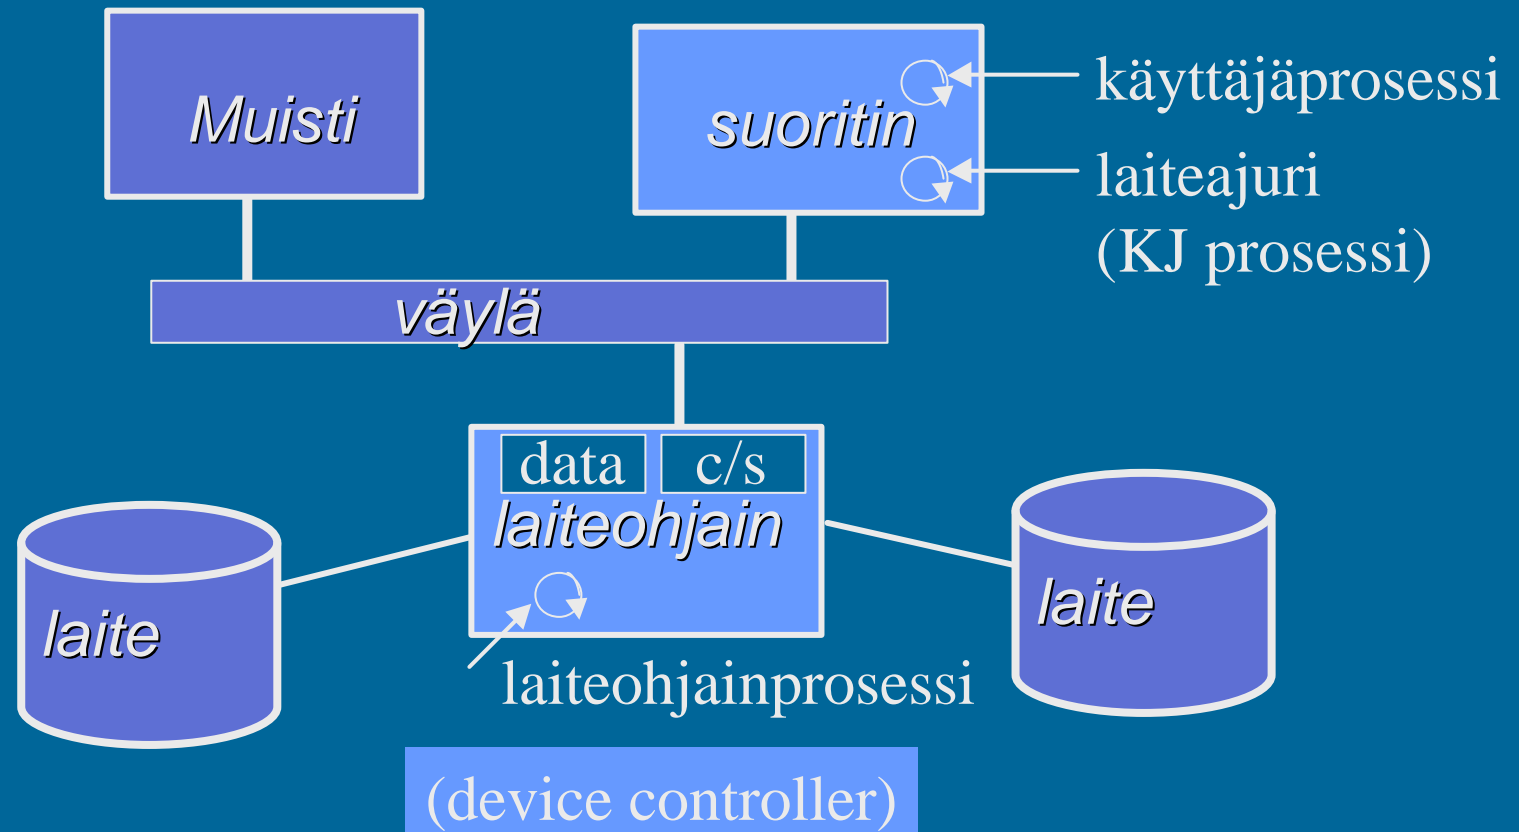 Muisti
suoritin
käyttäjäprosessi
laiteajuri
(KJ prosessi)
väylä
data
c/s
laiteohjain
laite
laite
laiteohjainprosessi
(device controller)